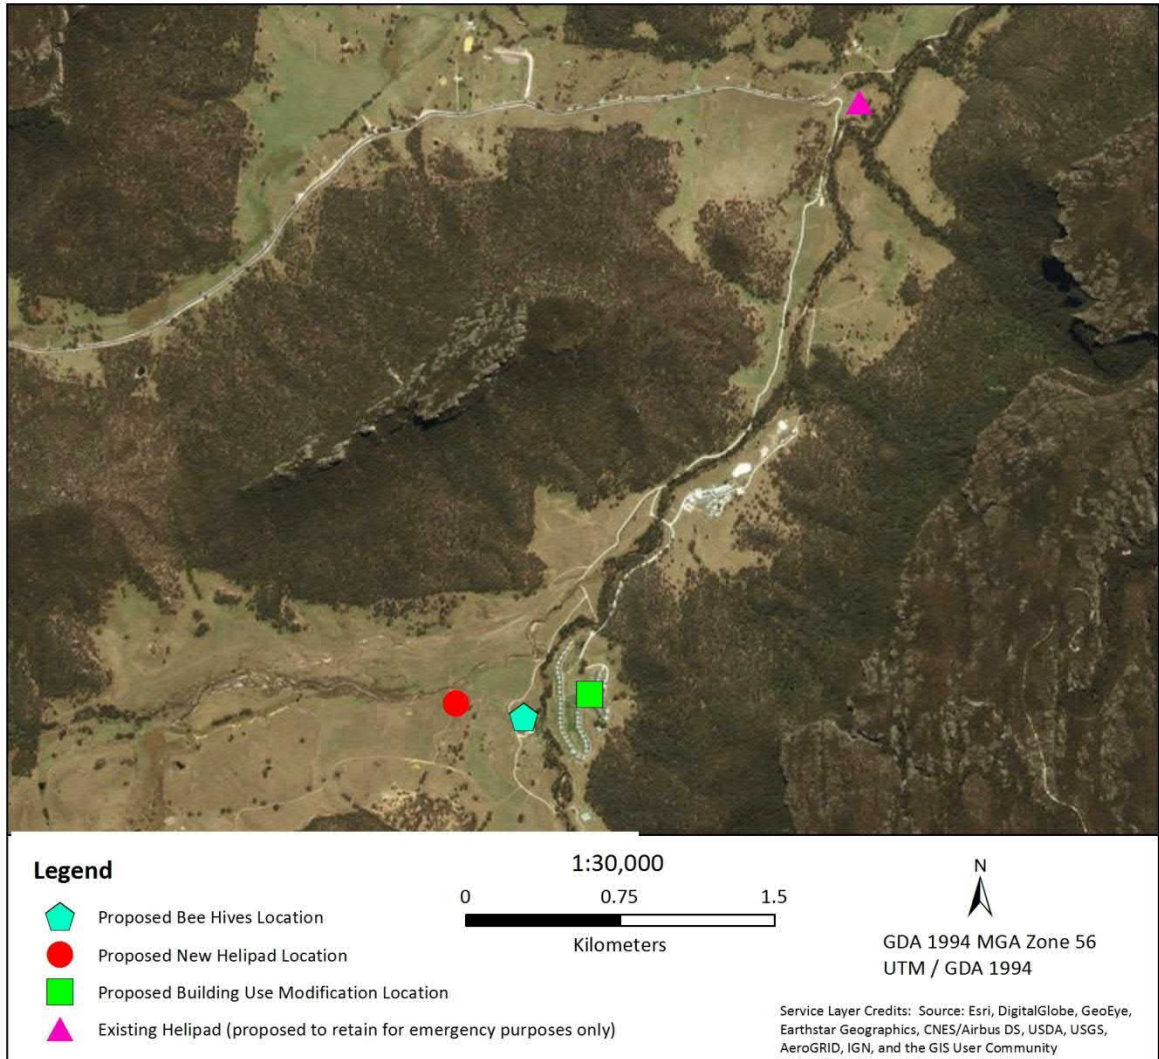 Legend
Proposed Bee Hives Location
Proposed New Helipad Location
Proposed Building Use Modification Location
Existing Helipad (proposed to retain for emergency purposes only)
1:30,000
0 0.75 1.5
Kilometers
N
GDA 1994 MGA Zone 56
UTM / GDA 1994
Service Layer Credits: Source: Esri, DigitalGlobe, GeoEye,
Earthstar Geographics, CNES/Airbus DS, USDA, USGS,
AeroGRID, IGN, and the GIS User Community